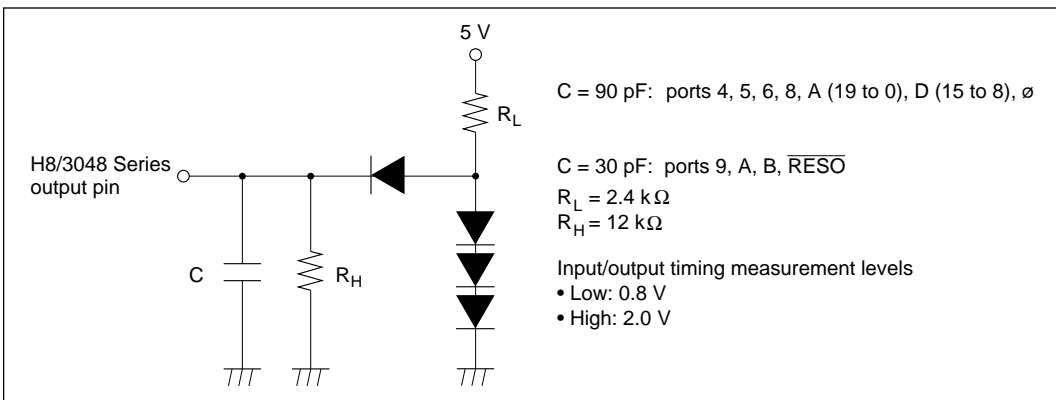 5 V
R_L
C = 90 pF: ports 4, 5, 6, 8, A (19 to 0), D (15 to 8), ø
H8/3048 Series
output pin
C = 30 pF: ports 9, A, B, R̅E̅S̅O̅
R_L = 2.4 kΩ
R_H = 12 kΩ
C
R_H
Input/output timing measurement levels
• Low: 0.8 V
• High: 2.0 V